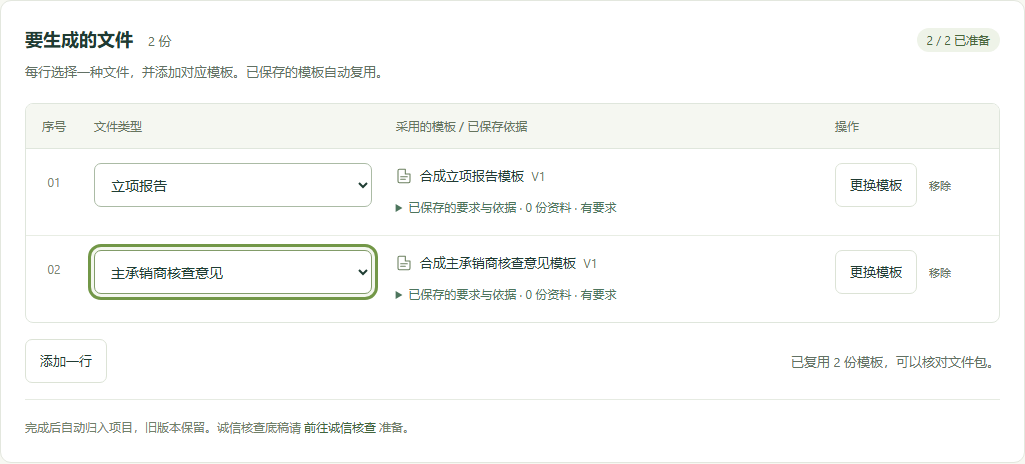 要生成的文件 2 份 2 / 2 已准备
每行选择一种文件，并添加对应模板。已保存的模板自动复用。
序号 文件类型 采用的模板 / 已保存依据 操作
01 立项报告 合成立项报告模板 V1 更换模板 移除
已保存的要求与依据 · 0 份资料 · 有要求
02 主承销商核查意见 合成主承销商核查意见模板 V1 更换模板 移除
已保存的要求与依据 · 0 份资料 · 有要求
添加一行 已复用 2 份模板，可以核对文件包。
完成后自动归入项目，旧版本保留。诚信核查底稿请 前往诚信核查 准备。